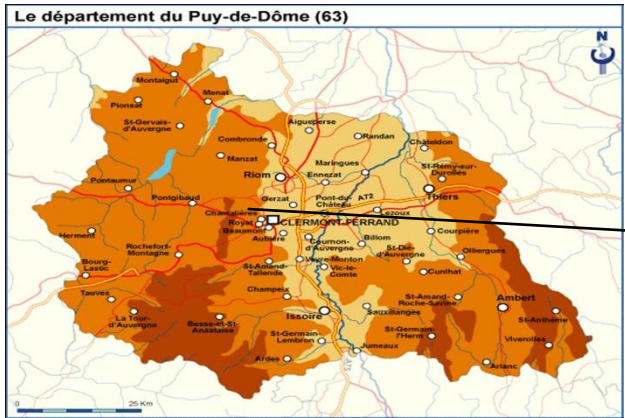 Le département du Puy-de-Dôme (63)
N
Montaigut
Menat
Pionsat
Aigueperse
St-Gervais-
d'Auvergne
Randan
Combronde
Châteldon
Manzat
Maringues
St-Rémy-sur-
Durolles
Riom
Ennezat
Pontaumur
Thiers
Pont-du-
Château
A72
Pontgibaud
Gerzat
Lezoux
Chamalières
CLERMONT-FERRAND
Royat
Beaumont
Aubière
Courpière
Herment
Cournon-
d'Auvergne
Billom
Rochefort-
Montagne
St-Dié-
d'Auvergne
Olliergues
Bourg-
Lastic
St-Amand-
Tallende
Veyre-Monton
Vic-le-
Comte
Cunlhat
Tauves
Champeix
St-Amand-
Roche-Savine
Ambert
La Tour-
d'Auvergne
Besse-et-St-
Anastaise
Issoire
Sauxillanges
St-Anthème
St-Germain-
Lembron
St-Germain-
l'Herm
Viverolles
Ardes
Jumeaux
Arlanc
0
25 Km